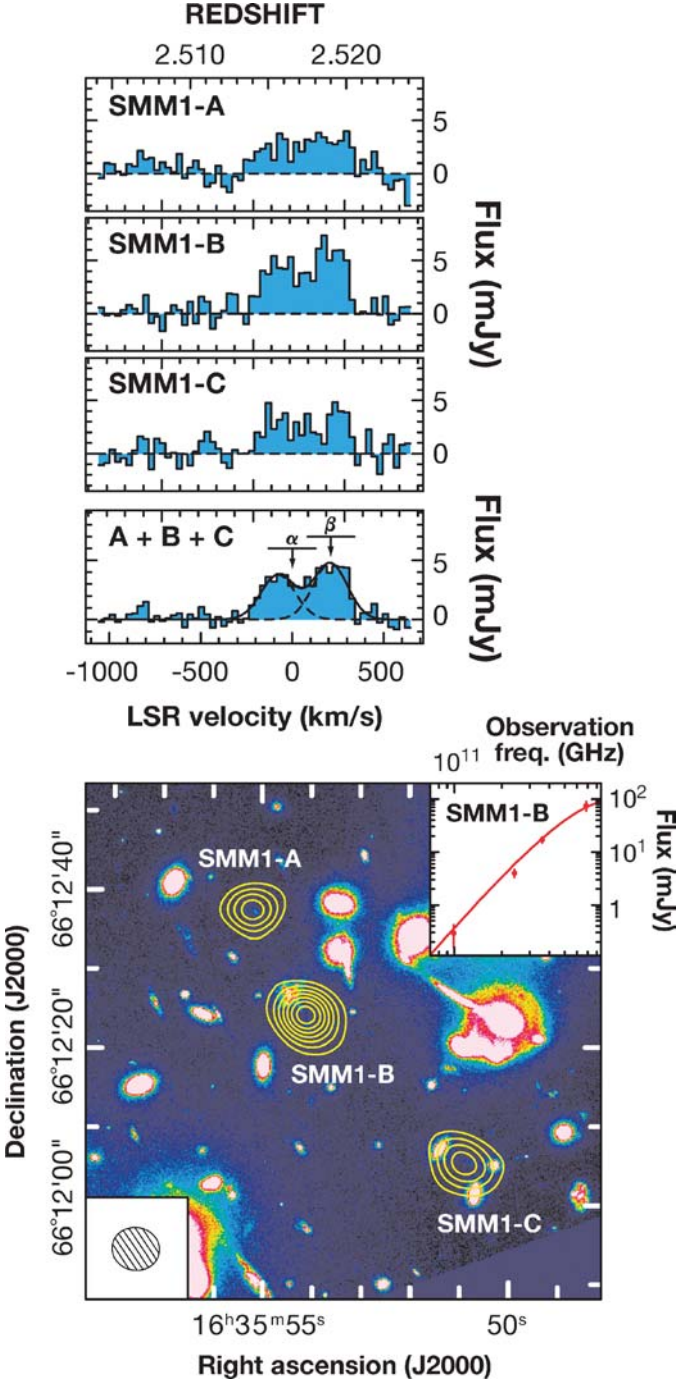 REDSHIFT
2.510 2.520
SMM1-A
5
0
SMM1-B
5
0
Flux (mJy)
SMM1-C
5
0
A + B + C
α
β
5
0
Flux (mJy)
-1000 -500 0 500
LSR velocity (km/s)
Observation
freq. (GHz)
10¹¹
SMM1-B
10²
10¹
1
Flux (mJy)
SMM1-A
SMM1-B
SMM1-C
66°12'40"
66°12'20"
66°12'00"
Declination (J2000)
16ʰ35ᵐ55ˢ 50ˢ
Right ascension (J2000)